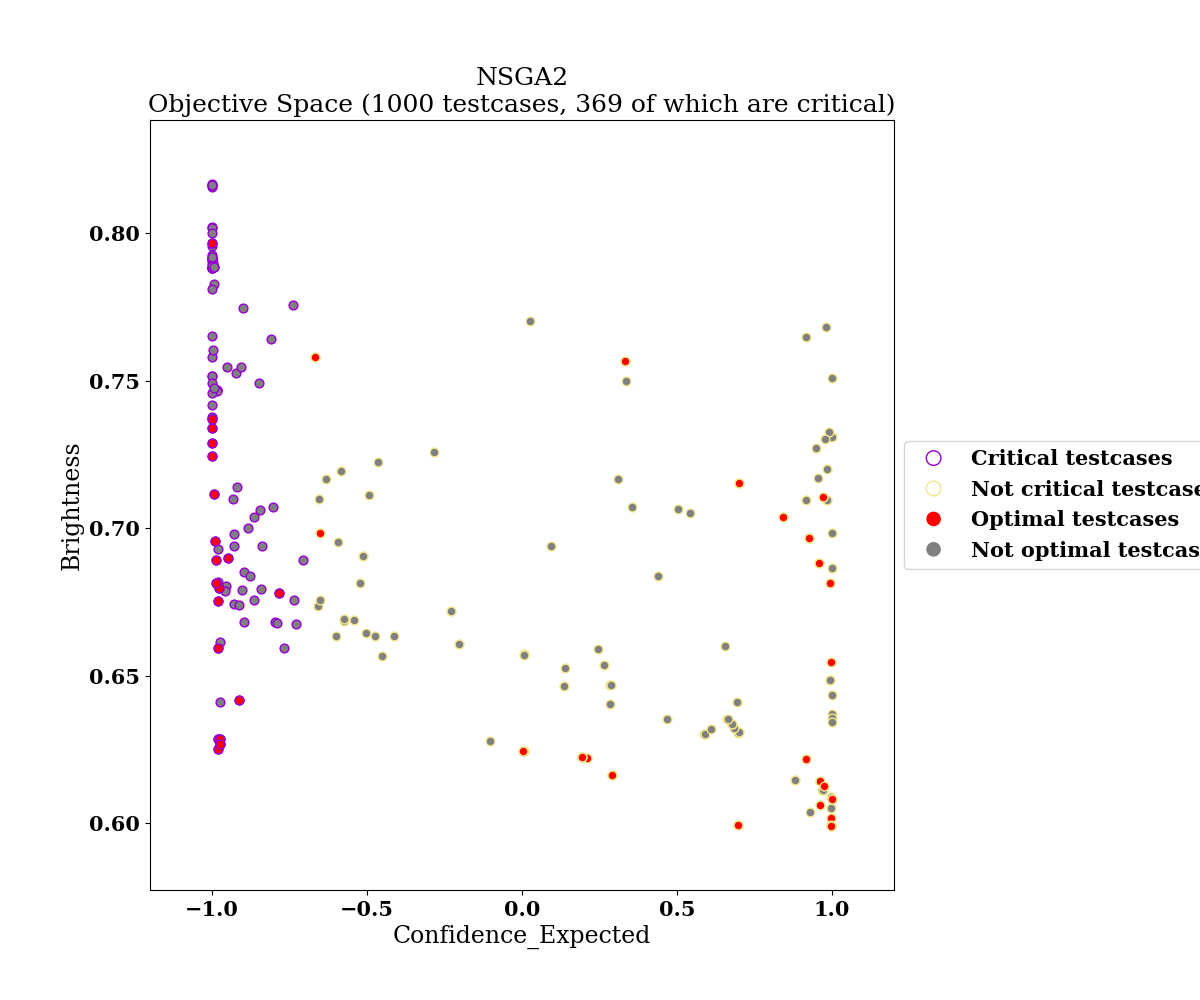 NSGA2
Objective Space (1000 testcases, 369 of which are critical)
0.80
0.75
0.70
0.65
0.60
Brightness
−1.0
−0.5
0.0
0.5
1.0
Confidence_Expected
Critical testcases
Not critical testcase
Optimal testcases
Not optimal testcas